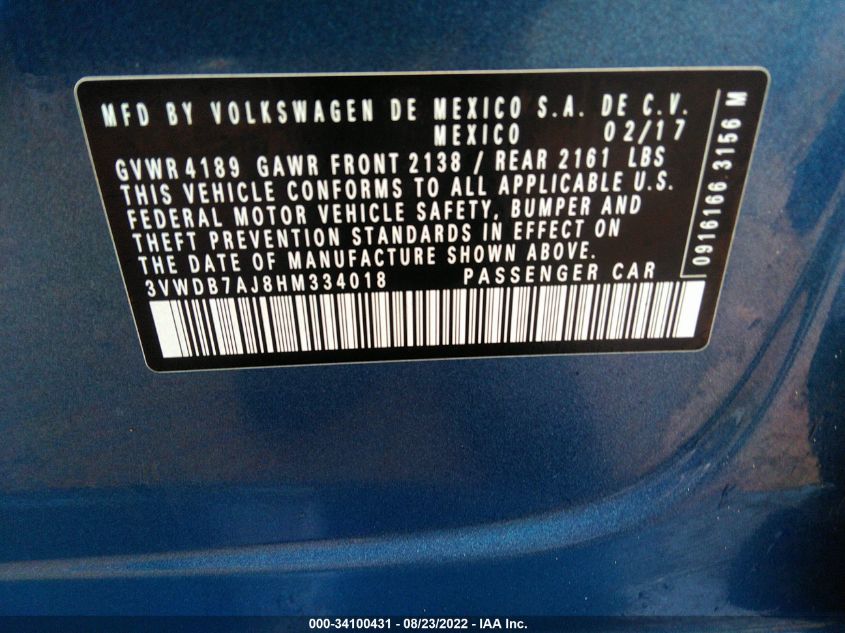 MFD BY VOLKSWAGEN DE MEXICO S.A. DE C.V.
MEXICO 02/17
GVWR 4189 GAWR FRONT 2138 / REAR 2161 LBS
THIS VEHICLE CONFORMS TO ALL APPLICABLE U.S.
FEDERAL MOTOR VEHICLE SAFETY, BUMPER AND
THEFT PREVENTION STANDARDS IN EFFECT ON
THE DATE OF MANUFACTURE SHOWN ABOVE.
3VWDB7AJ8HM334018 PASSENGER CAR
0916166 3156 M
000-34100431 - 08/23/2022 - IAA Inc.